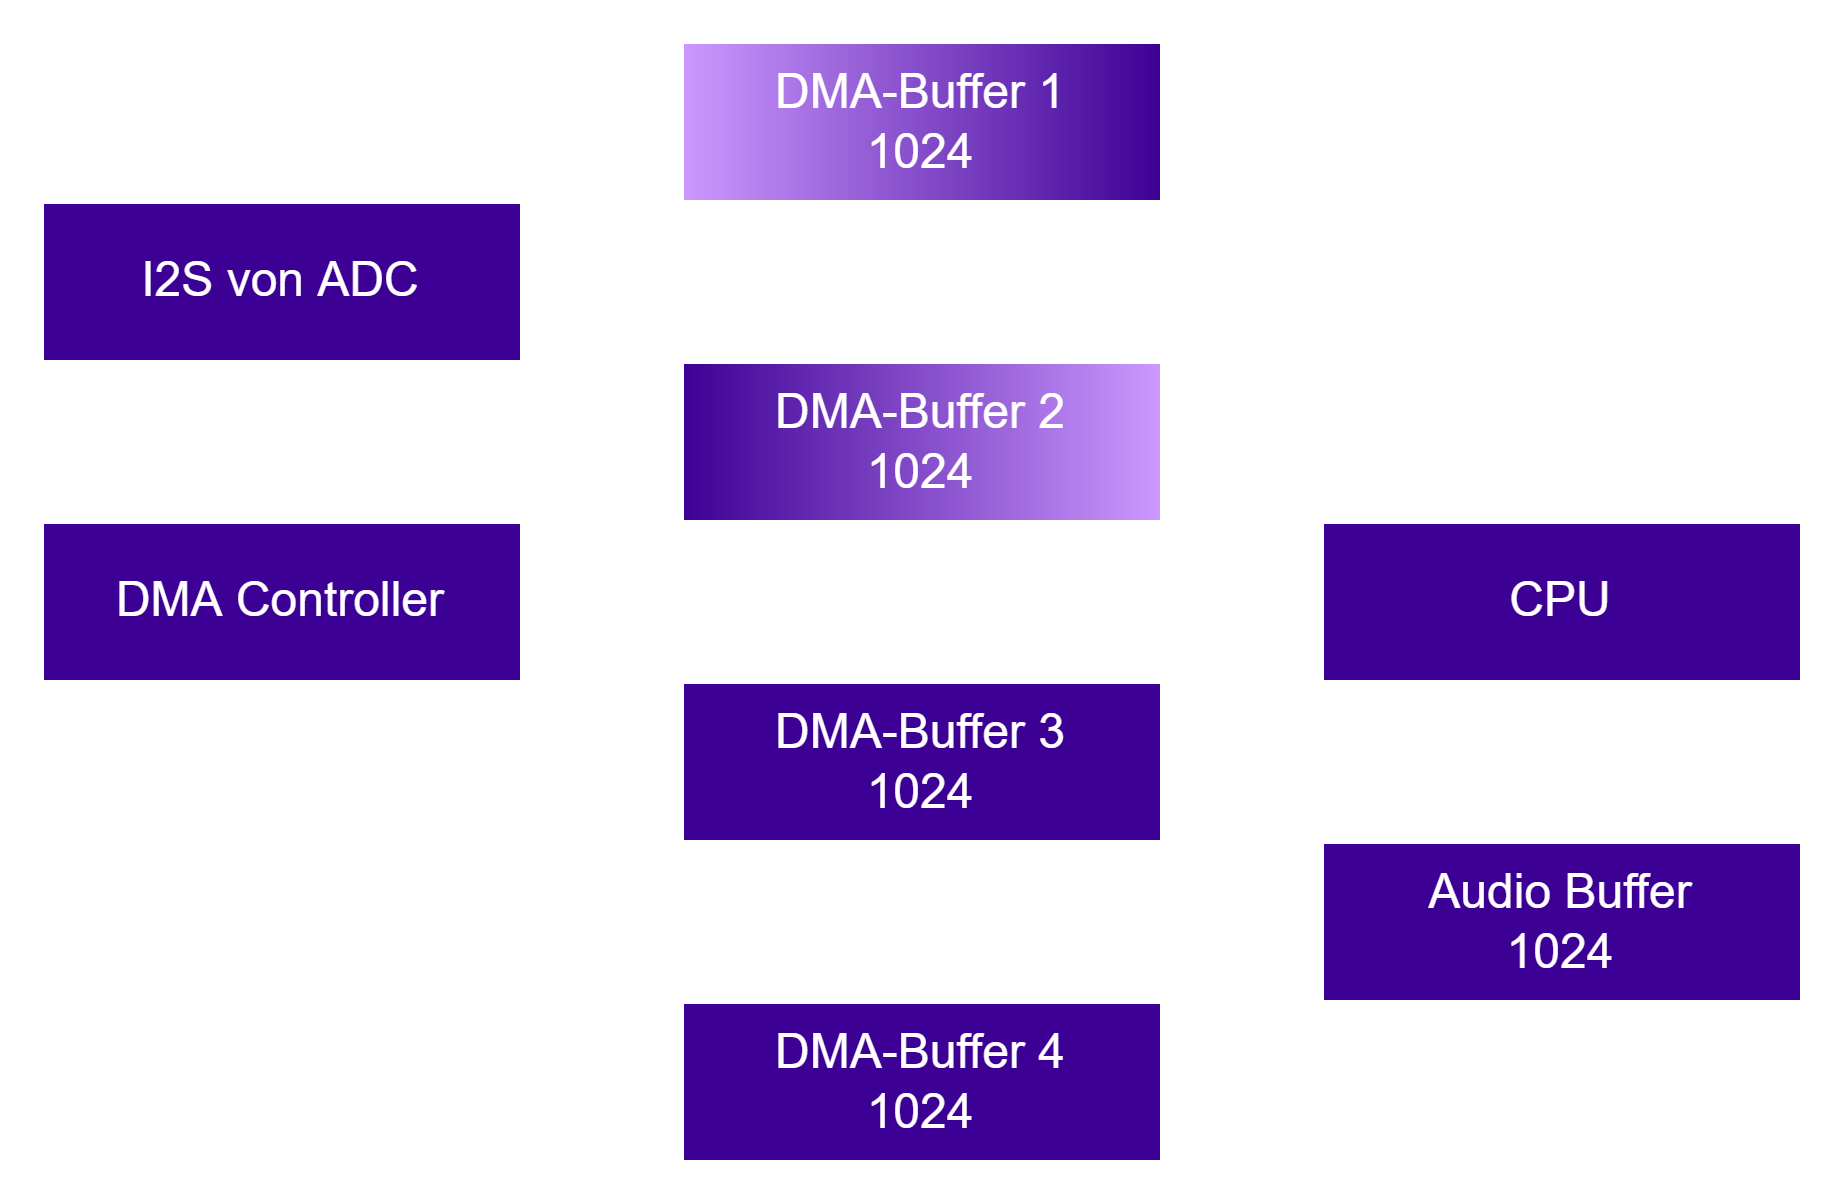 DMA-Buffer 1
1024
I2S von ADC
DMA-Buffer 2
1024
DMA Controller
CPU
DMA-Buffer 3
1024
Audio Buffer
1024
DMA-Buffer 4
1024